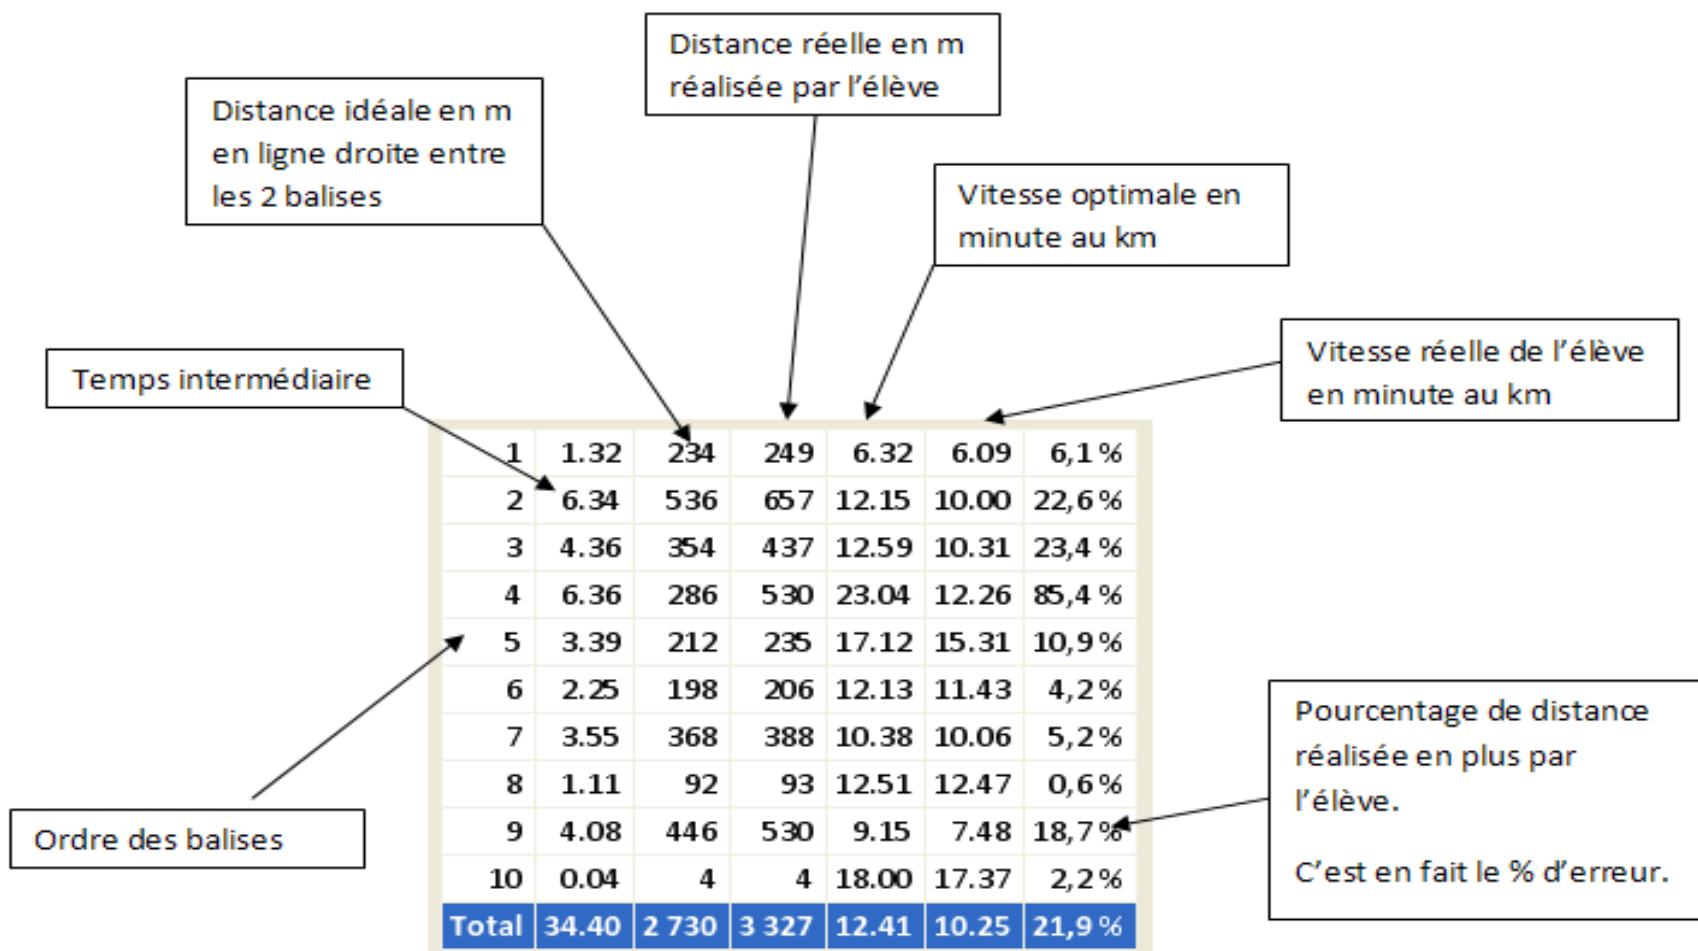 Distance réelle en m
réalisée par l'élève
Distance idéale en m
en ligne droite entre
les 2 balises
Vitesse optimale en
minute au km
Vitesse réelle de l'élève
en minute au km
Temps intermédiaire
1 1.32 234 249 6.32 6.09 6,1 %
2 6.34 536 657 12.15 10.00 22,6 %
3 4.36 354 437 12.59 10.31 23,4 %
4 6.36 286 530 23.04 12.26 85,4 %
5 3.39 212 235 17.12 15.31 10,9 %
6 2.25 198 206 12.13 11.43 4,2 %
7 3.55 368 388 10.38 10.06 5,2 %
8 1.11 92 93 12.51 12.47 0,6 %
9 4.08 446 530 9.15 7.48 18,7 %
10 0.04 4 4 18.00 17.37 2,2 %
Total 34.40 2 730 3 327 12.41 10.25 21,9 %
Ordre des balises
Pourcentage de distance
réalisée en plus par
l'élève.
C'est en fait le % d'erreur.